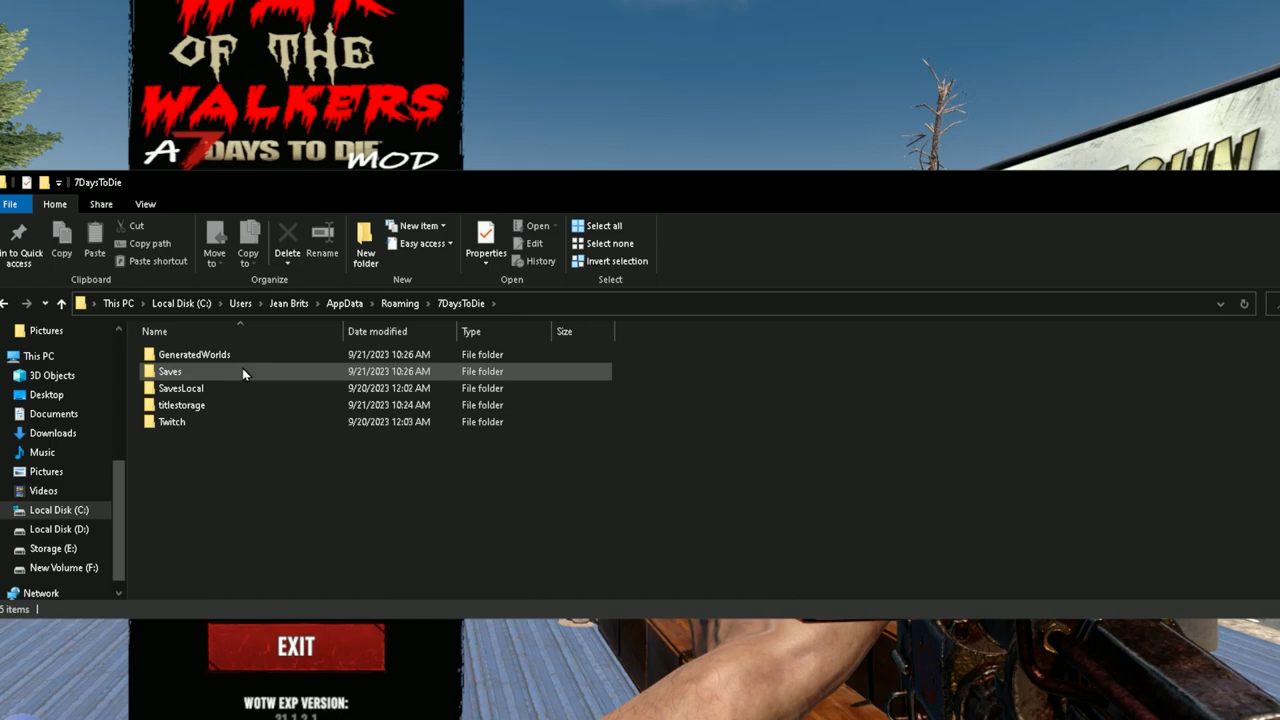 OF THE
WALKERS
A 7 DAYS TO DIE MOD
7DaysToDie
File
Home
Share
View
in to Quick access
Copy
Paste
Cut
Copy path
Paste shortcut
Clipboard
Move to
Copy to
Delete
Rename
Organize
New folder
New item
Easy access
New
Properties
Open
Edit
History
Open
Select all
Select none
Invert selection
Select
This PC > Local Disk (C:) > Users > Jean Brits > AppData > Roaming > 7DaysToDie >
Name Date modified Type Size
GeneratedWorlds 9/21/2023 10:26 AM File folder
Saves 9/21/2023 10:26 AM File folder
SavesLocal 9/20/2023 12:02 AM File folder
titlestorage 9/21/2023 10:24 AM File folder
Twitch 9/20/2023 12:03 AM File folder
Pictures
This PC
3D Objects
Desktop
Documents
Downloads
Music
Pictures
Videos
Local Disk (C:)
Local Disk (D:)
Storage (E:)
New Volume (F:)
Network
5 items
EXIT
WOTW EXP VERSION: